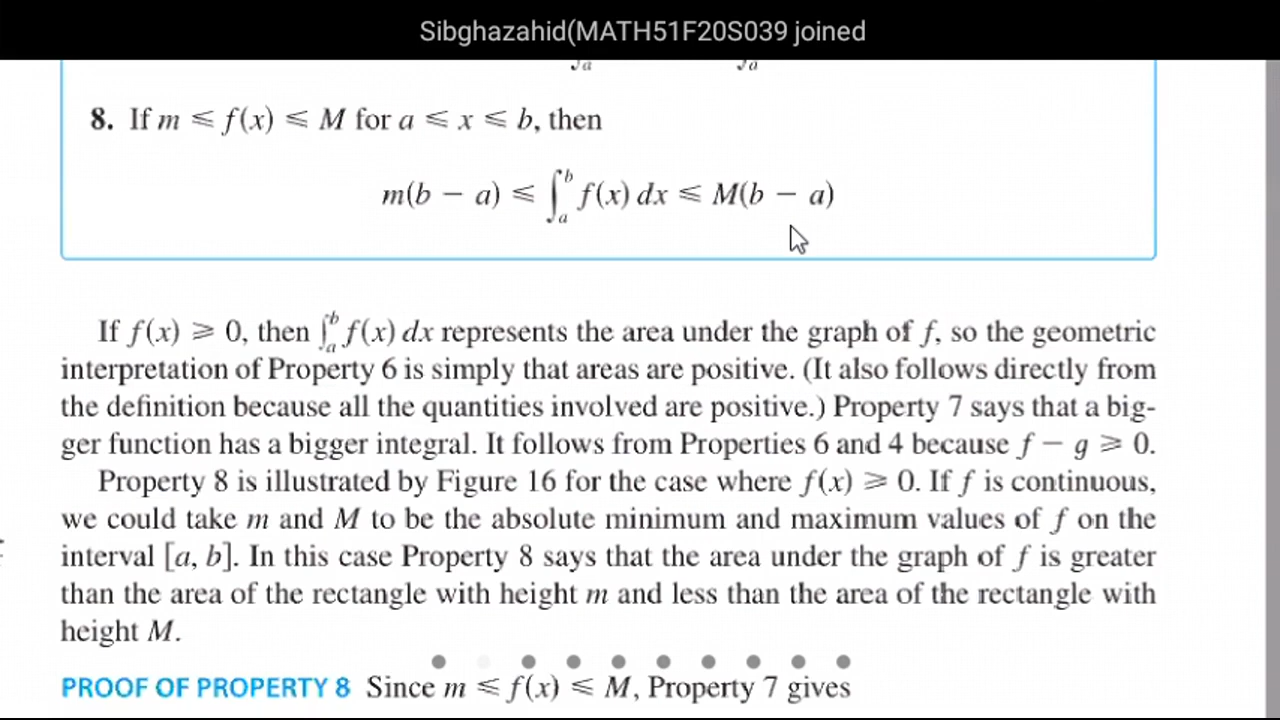 Sibghazahid(MATH51F20S039 joined
8. If m ≤ f(x) ≤ M for a ≤ x ≤ b, then
m(b − a) ≤ ∫_a^b f(x) dx ≤ M(b − a)
If f(x) ≥ 0, then ∫_a^b f(x) dx represents the area under the graph of f, so the geometric
interpretation of Property 6 is simply that areas are positive. (It also follows directly from
the definition because all the quantities involved are positive.) Property 7 says that a big-
ger function has a bigger integral. It follows from Properties 6 and 4 because f − g ≥ 0.
Property 8 is illustrated by Figure 16 for the case where f(x) ≥ 0. If f is continuous,
we could take m and M to be the absolute minimum and maximum values of f on the
interval [a, b]. In this case Property 8 says that the area under the graph of f is greater
than the area of the rectangle with height m and less than the area of the rectangle with
height M.
PROOF OF PROPERTY 8 Since m ≤ f(x) ≤ M, Property 7 gives